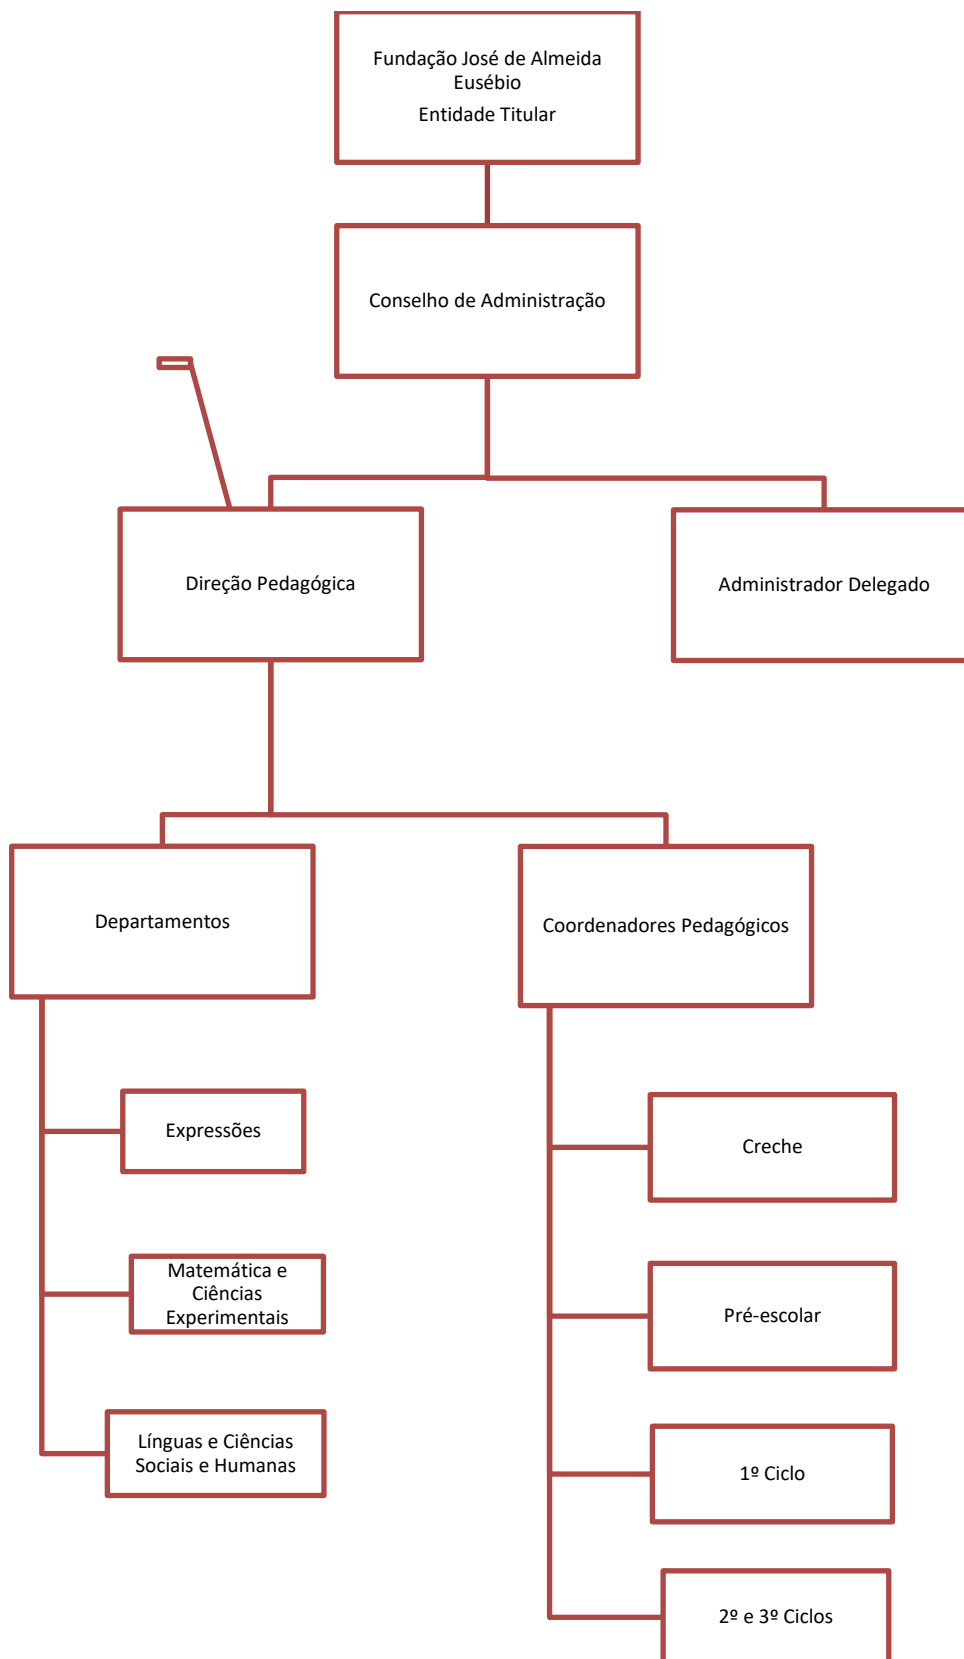 Fundação José de Almeida
Eusébio
Entidade Titular
Conselho de Administração
Direção Pedagógica
Administrador Delegado
Departamentos
Coordenadores Pedagógicos
Expressões
Matemática e
Ciências
Experimentais
Línguas e Ciências
Sociais e Humanas
Creche
Pré-escolar
1º Ciclo
2º e 3º Ciclos